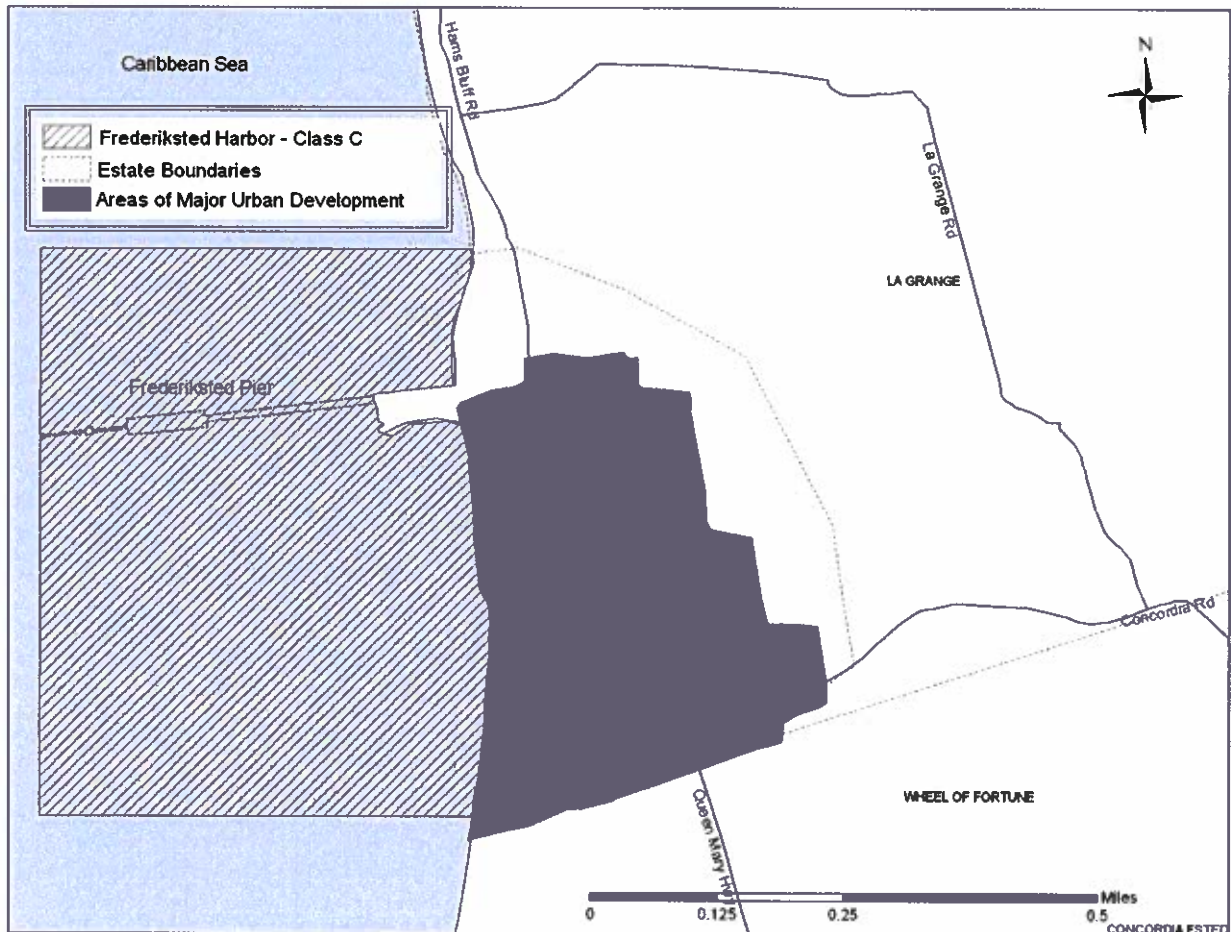 Caribbean Sea
Hams Bluff Rd
N
Frederiksted Harbor - Class C
Estate Boundaries
Areas of Major Urban Development
La Grange Rd
LA GRANGE
Frederiksted Pier
Concordia Rd
WHEEL OF FORTUNE
Queen Mary Hwy
Miles
0 0.125 0.25 0.5